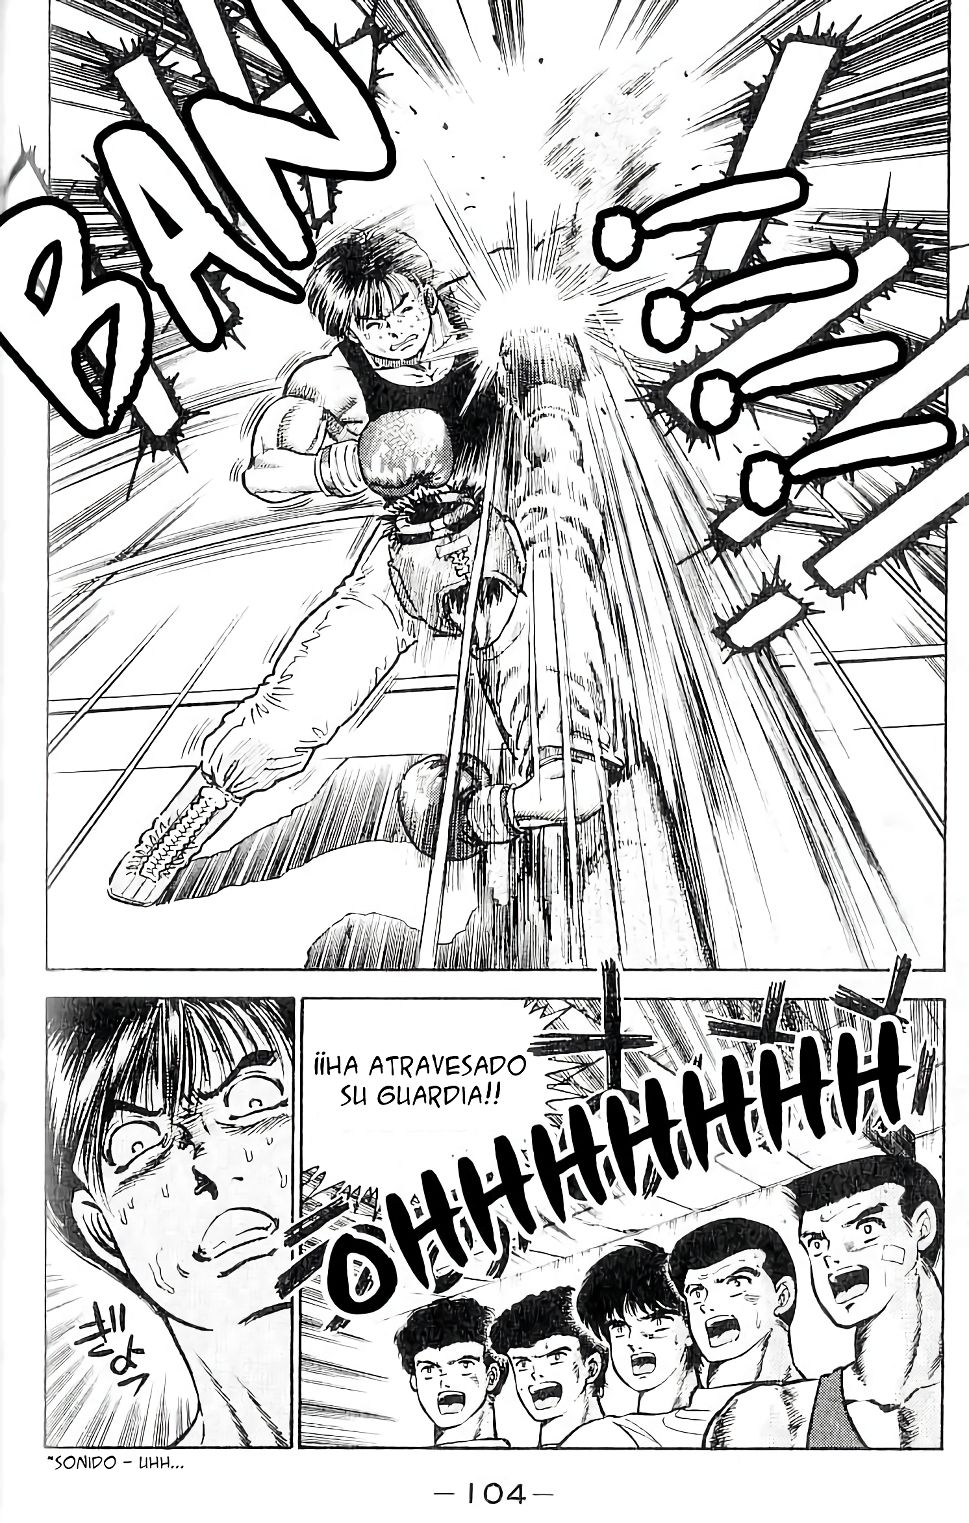 BAN!!!!
¡¡HA ATRAVESADO
SU GUARDIA!!
OHHHHHHHH
ぎょっ
*SONIDO - UHH...
-104-